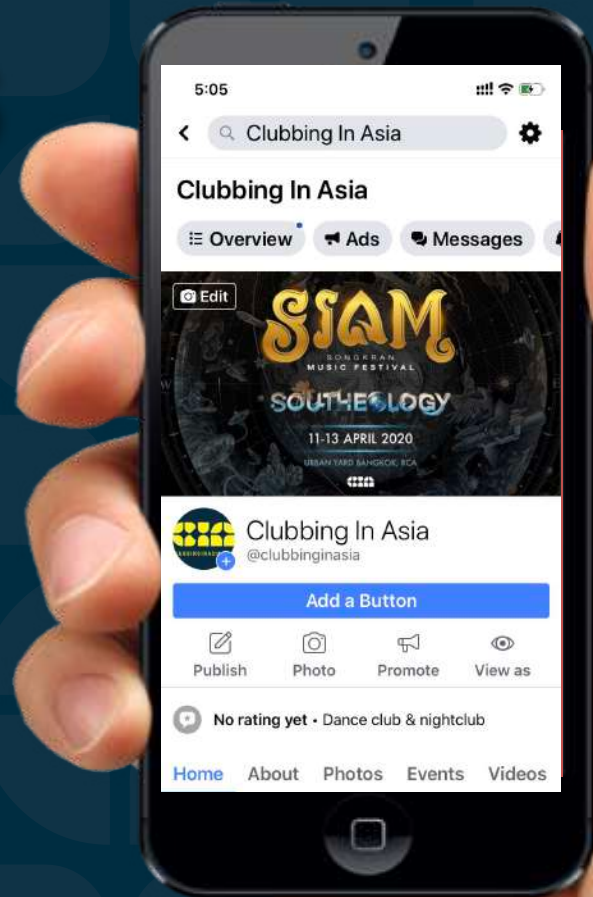 5:05
Clubbing In Asia
Clubbing In Asia
Overview Ads Messages
Edit
SIAM
SONGKRAN
MUSIC FESTIVAL
SOUTHEOLOGY
11-13 APRIL 2020
URBAN YARD BANGKOK, RCA
CIA
CIA
Clubbing In Asia
@clubbinginasia
Add a Button
Publish Photo Promote View as
No rating yet • Dance club & nightclub
Home About Photos Events Videos